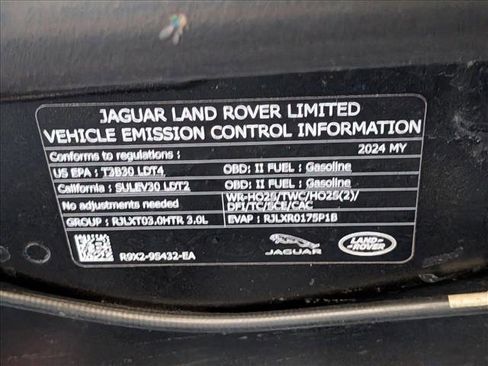 JAGUAR LAND ROVER LIMITED
VEHICLE EMISSION CONTROL INFORMATION
Conforms to regulations : 2024 MY
US EPA : T3B30 LDT4 OBD: II FUEL : Gasoline
California : SULEV30 LDT2 OBD: II FUEL : Gasoline
No adjustments needed WR-HO2S/TWC/HO2S(2)/
DFI/TC/SCE/CAC
GROUP : RJLXT03.0HTR 3.0L EVAP : RJLXR0175P1B
R9X2-9S432-EA
JAGUAR
LAND ROVER